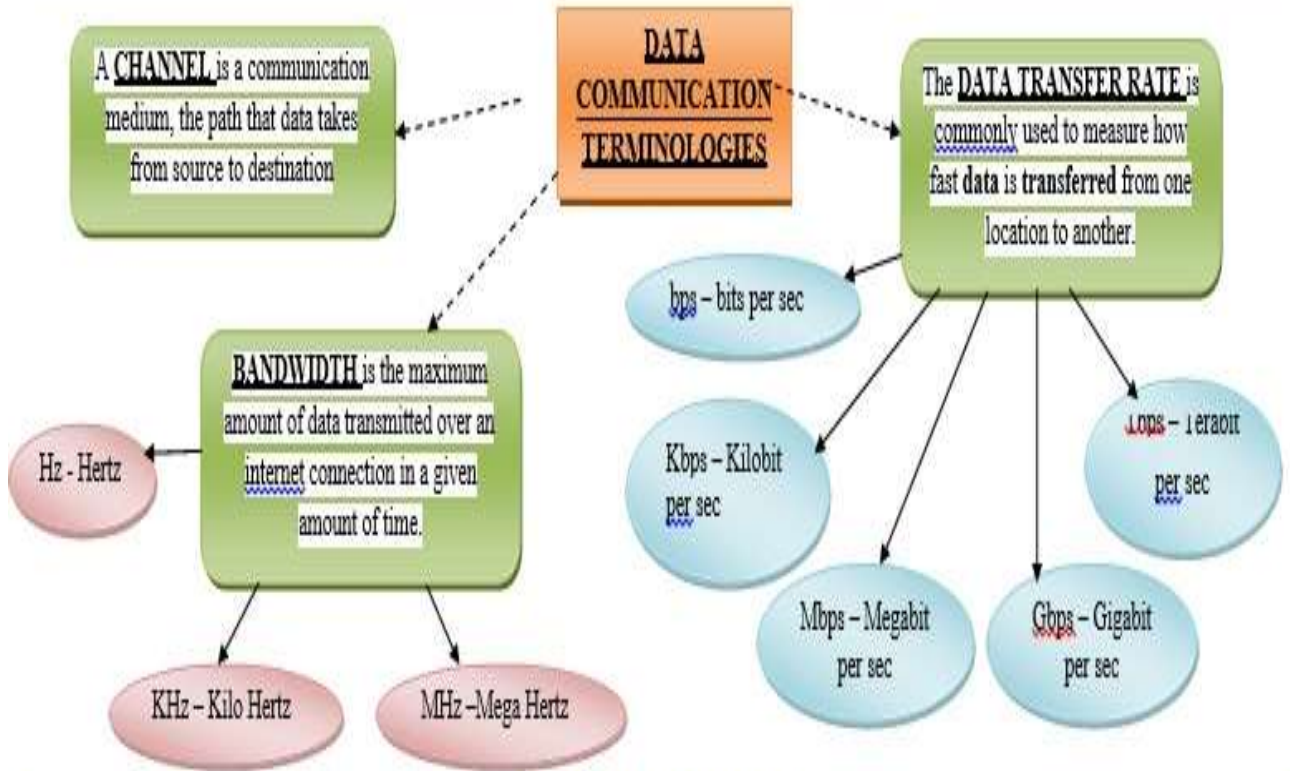 DATA
COMMUNICATION
TERMINOLOGIES
A CHANNEL is a communication
medium, the path that data takes
from source to destination
The DATA TRANSFER RATE is
commonly used to measure how
fast data is transferred from one
location to another.
bps – bits per sec
Kbps – Kilobit
per sec
Mbps – Megabit
per sec
Gbps – Gigabit
per sec
Tbps – Terabit
per sec
BANDWIDTH is the maximum
amount of data transmitted over an
internet connection in a given
amount of time.
Hz - Hertz
KHz – Kilo Hertz
MHz –Mega Hertz